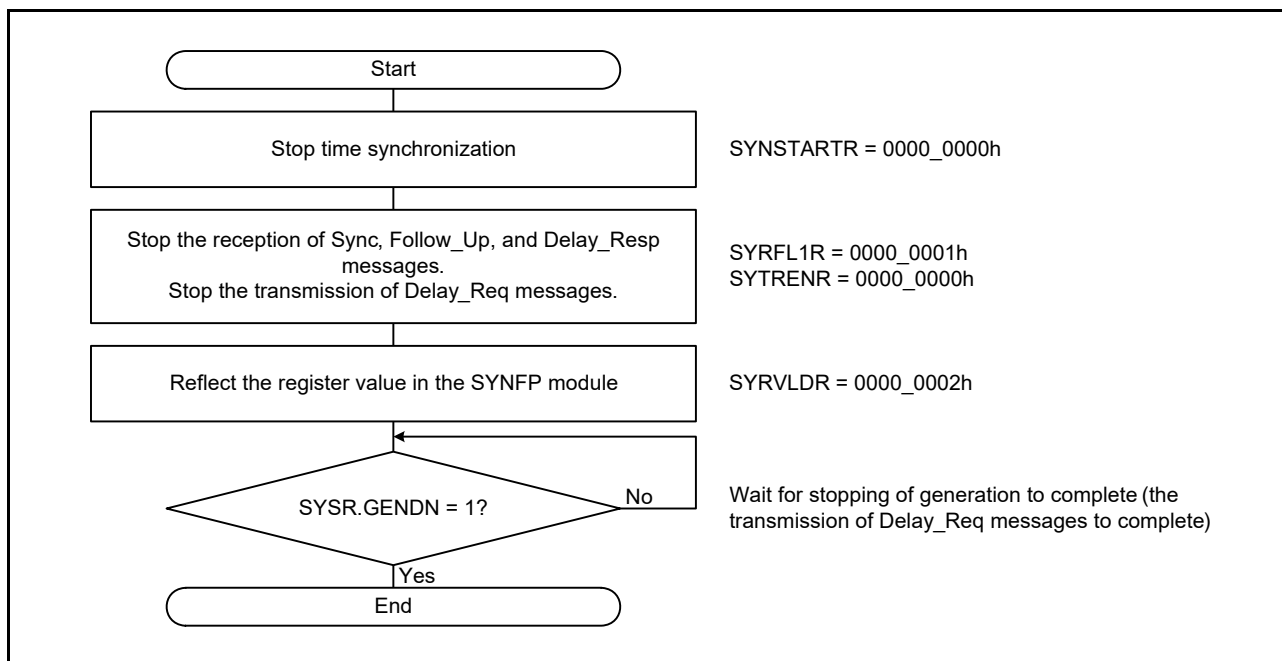 Start
Stop time synchronization
SYNSTARTR = 0000_0000h
Stop the reception of Sync, Follow_Up, and Delay_Resp
messages.
Stop the transmission of Delay_Req messages.
SYRFL1R = 0000_0001h
SYTRENR = 0000_0000h
Reflect the register value in the SYNFP module
SYRVLDR = 0000_0002h
SYSR.GENDN = 1?
No
Wait for stopping of generation to complete (the
transmission of Delay_Req messages to complete)
Yes
End